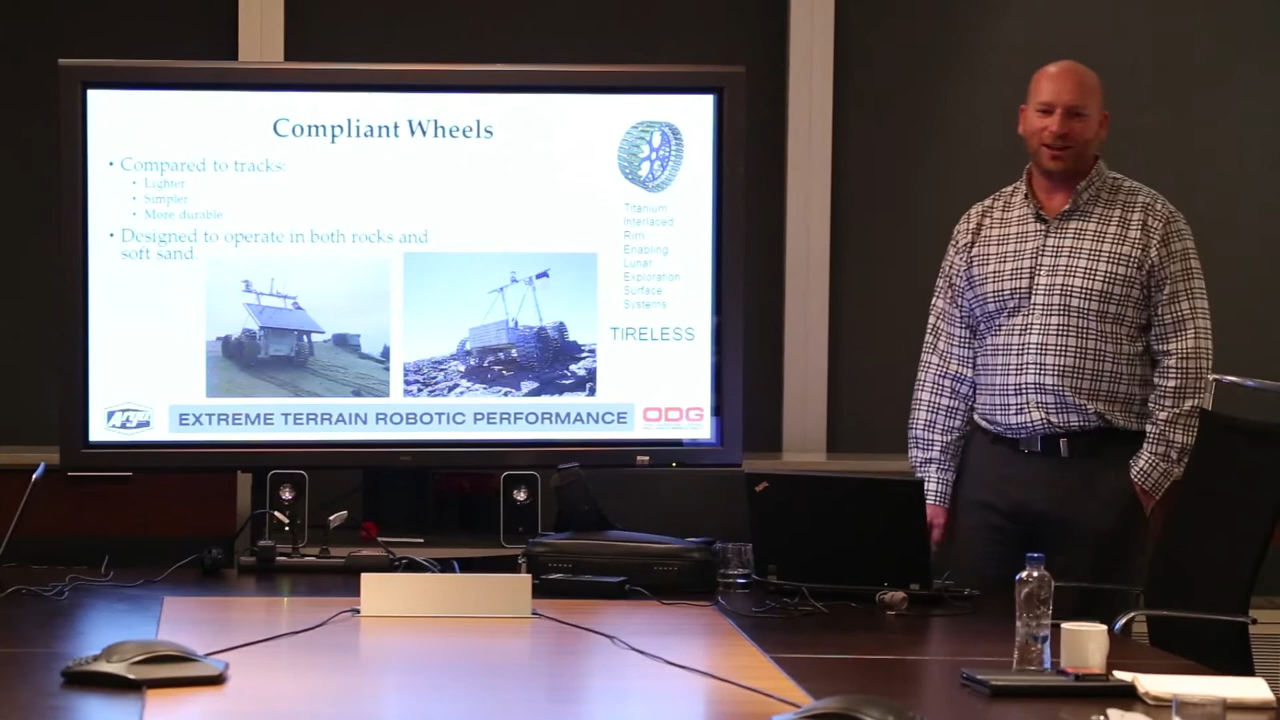 Compliant Wheels
• Compared to tracks:
• Lighter
• Simpler
• More durable
• Designed to operate in both rocks and
soft sand.
Titanium
Interlaced
Rim
Enabling
Lunar
Exploration
Surface
Systems
TIRELESS
Argo
EXTREME TERRAIN ROBOTIC PERFORMANCE
ODG